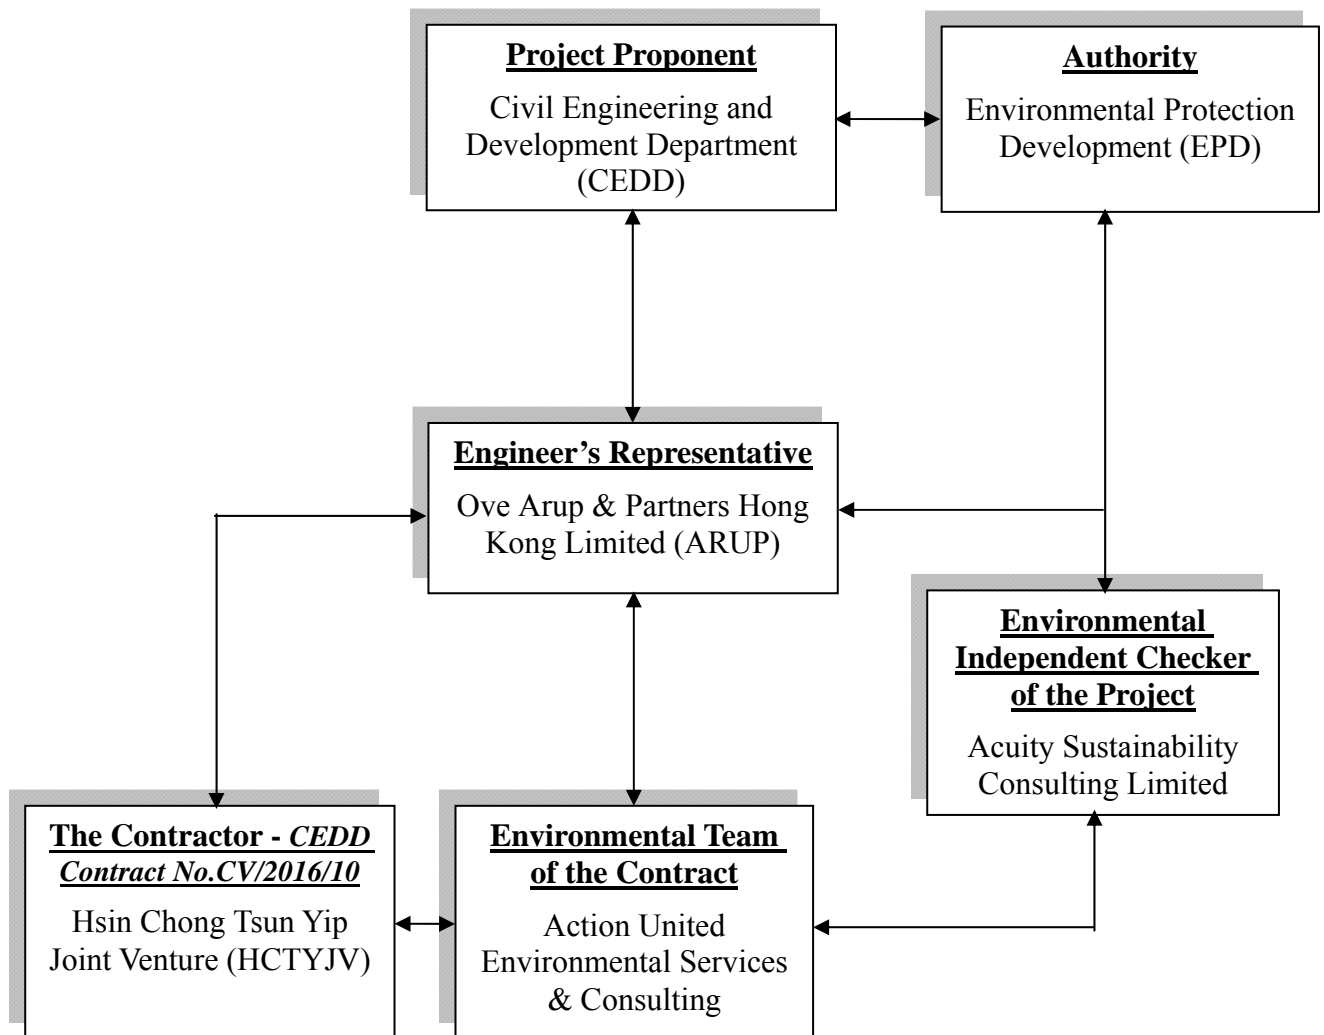 Project Proponent
Civil Engineering and
Development Department
(CEDD)
Authority
Environmental Protection
Development (EPD)
Engineer’s Representative
Ove Arup & Partners Hong
Kong Limited (ARUP)
Environmental
Independent Checker
of the Project
Acuity Sustainability
Consulting Limited
The Contractor - CEDD
Contract No.CV/2016/10
Hsin Chong Tsun Yip
Joint Venture (HCTYJV)
Environmental Team
of the Contract
Action United
Environmental Services
& Consulting